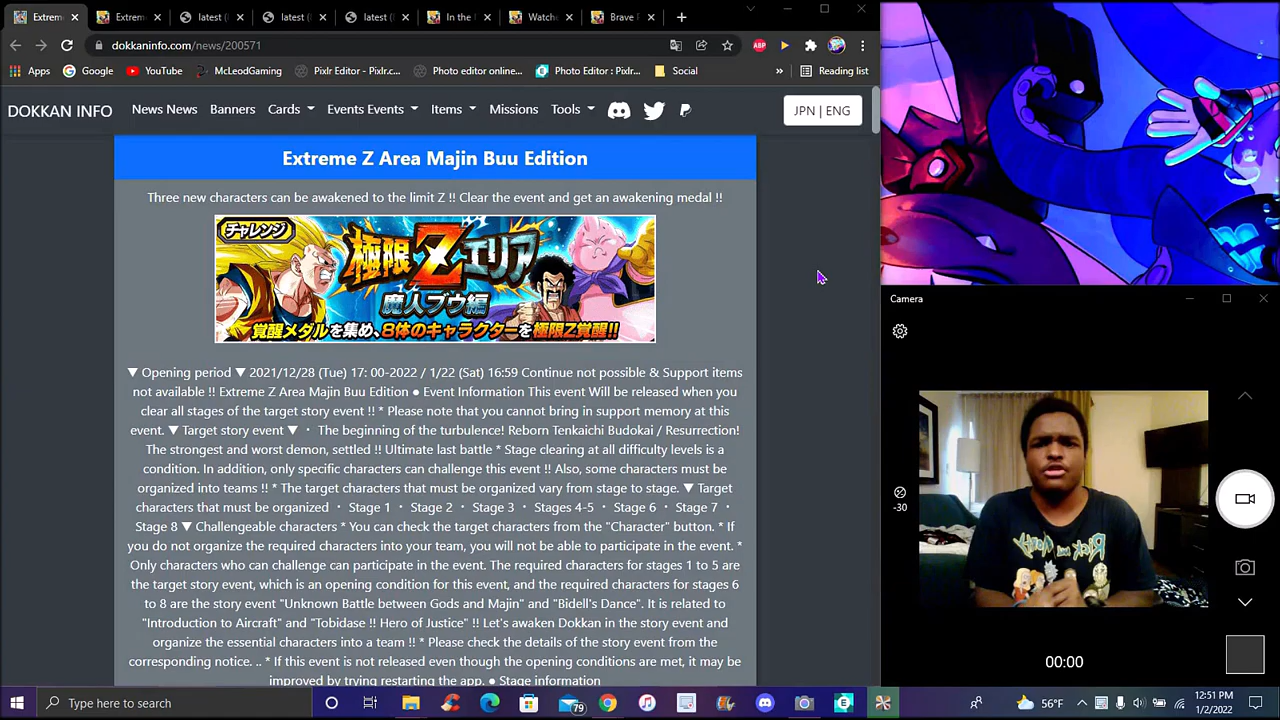 Extreme
Extreme
latest (
latest (
latest (
In the
Watch
Brave F
dokkaninfo.com/news/200571
ABP
Apps
Google
YouTube
McLeodGaming
Pixlr Editor - Pixlr.c...
Photo editor online...
Photo Editor : Pixlr...
Social
»
Reading list
DOKKAN INFO
News News
Banners
Cards
Events Events
Items
Missions
Tools
JPN | ENG
Extreme Z Area Majin Buu Edition
Three new characters can be awakened to the limit Z !! Clear the event and get an awakening medal !!
チャレンジ
極限Zエリア
魔人ブウ編
覚醒メダルを集め、8体のキャラクターを極限Z覚醒!!
▼ Opening period ▼ 2021/12/28 (Tue) 17: 00-2022 / 1/22 (Sat) 16:59 Continue not possible & Support items
not available !! Extreme Z Area Majin Buu Edition ● Event Information This event Will be released when you
clear all stages of the target story event !! * Please note that you cannot bring in support memory at this
event. ▼ Target story event ▼ ・ The beginning of the turbulence! Reborn Tenkaichi Budokai / Resurrection!
The strongest and worst demon, settled !! Ultimate last battle * Stage clearing at all difficulty levels is a
condition. In addition, only specific characters can challenge this event !! Also, some characters must be
organized into teams !! * The target characters that must be organized vary from stage to stage. ▼ Target
characters that must be organized ・ Stage 1 ・ Stage 2 ・ Stage 3 ・ Stages 4-5 ・ Stage 6 ・ Stage 7 ・
Stage 8 ▼ Challengeable characters * You can check the target characters from the "Character" button. * If
you do not organize the required characters into your team, you will not be able to participate in the event. *
Only characters who can challenge can participate in the event. The required characters for stages 1 to 5 are
the target story event, which is an opening condition for this event, and the required characters for stages 6
to 8 are the story event "Unknown Battle between Gods and Majin" and "Bidell's Dance". It is related to
"Introduction to Aircraft" and "Tobidase !! Hero of Justice" !! Let's awaken Dokkan in the story event and
organize the essential characters into a team !! * Please check the details of the story event from the
corresponding notice. .. * If this event is not released even though the opening conditions are met, it may be
improved by trying restarting the app. ● Stage information
Camera
-30
00:00
Type here to search
79
56°F
12:51 PM
1/2/2022